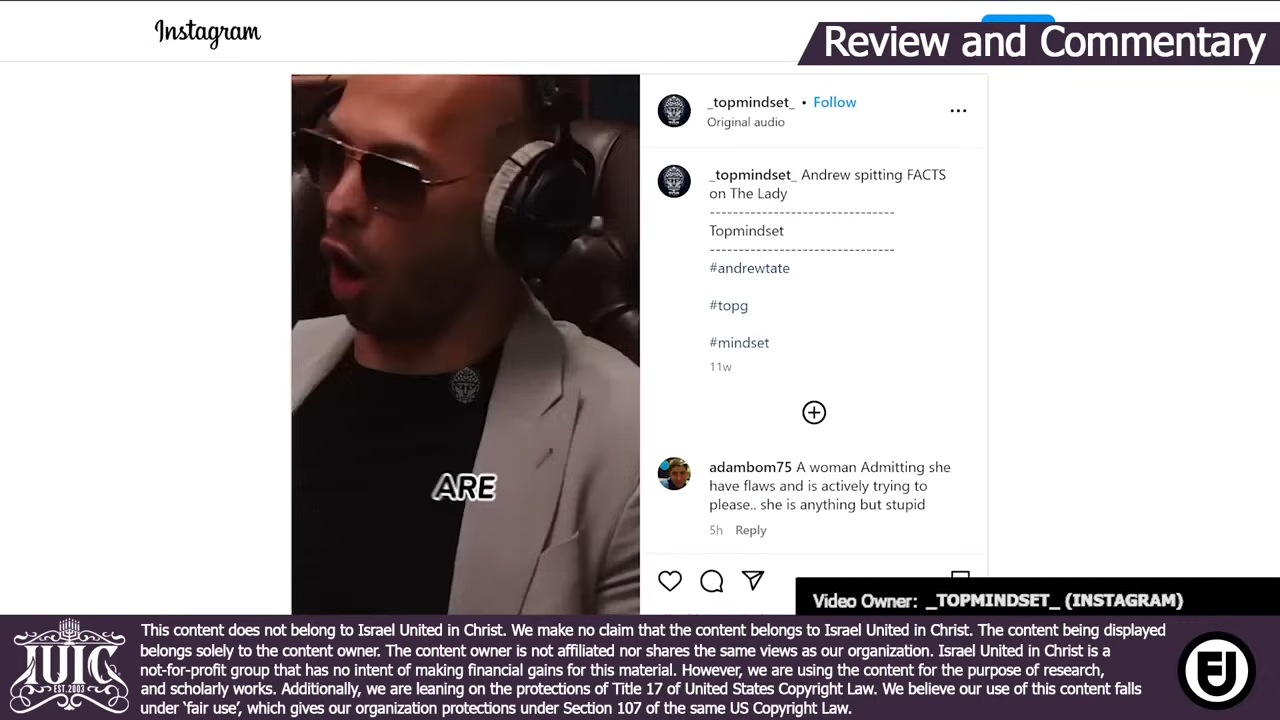 Instagram
Review and Commentary
_topmindset_ • Follow
Original audio
_topmindset_ Andrew spitting FACTS
on The Lady
--------------------------------
Topmindset
--------------------------------
#andrewtate
#topg
#mindset
11w
adambom75 A woman Admitting she
have flaws and is actively trying to
please.. she is anything but stupid
5h Reply
ARE
Video Owner: _TOPMINDSET_ (INSTAGRAM)
This content does not belong to Israel United in Christ. We make no claim that the content belongs to Israel United in Christ. The content being displayed
belongs solely to the content owner. The content owner is not affiliated nor shares the same views as our organization. Israel United in Christ is a
not-for-profit group that has no intent of making financial gains for this material. However, we are using the content for the purpose of research,
and scholarly works. Additionally, we are leaning on the protections of Title 17 of United States Copyright Law. We believe our use of this content falls
under 'fair use', which gives our organization protections under Section 107 of the same US Copyright Law.
IUIC
EST. 2003